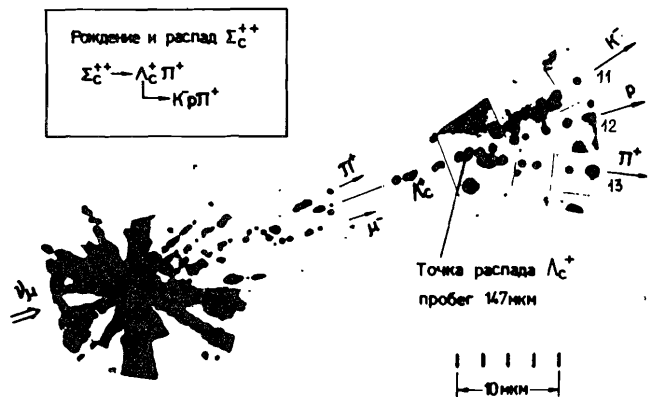 Рождение и распад Σc++
Σc++ → Λc+ π+
K-pπ+
νμ
π+
μ-
Λc+
K-
11
p
12
π+
13
Точка распада Λc+
пробег 147мкм
10мкм